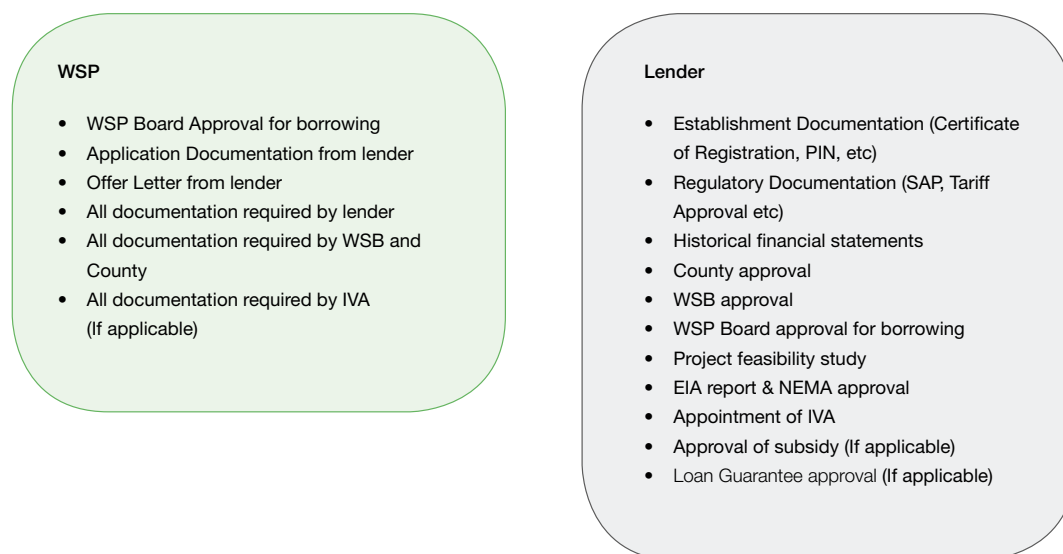 WSP
• WSP Board Approval for borrowing
• Application Documentation from lender
• Offer Letter from lender
• All documentation required by lender
• All documentation required by WSB and
County
• All documentation required by IVA
(If applicable)
Lender
• Establishment Documentation (Certificate
of Registration, PIN, etc)
• Regulatory Documentation (SAP, Tariff
Approval etc)
• Historical financial statements
• County approval
• WSB approval
• WSP Board approval for borrowing
• Project feasibility study
• EIA report & NEMA approval
• Appointment of IVA
• Approval of subsidy (If applicable)
• Loan Guarantee approval (If applicable)